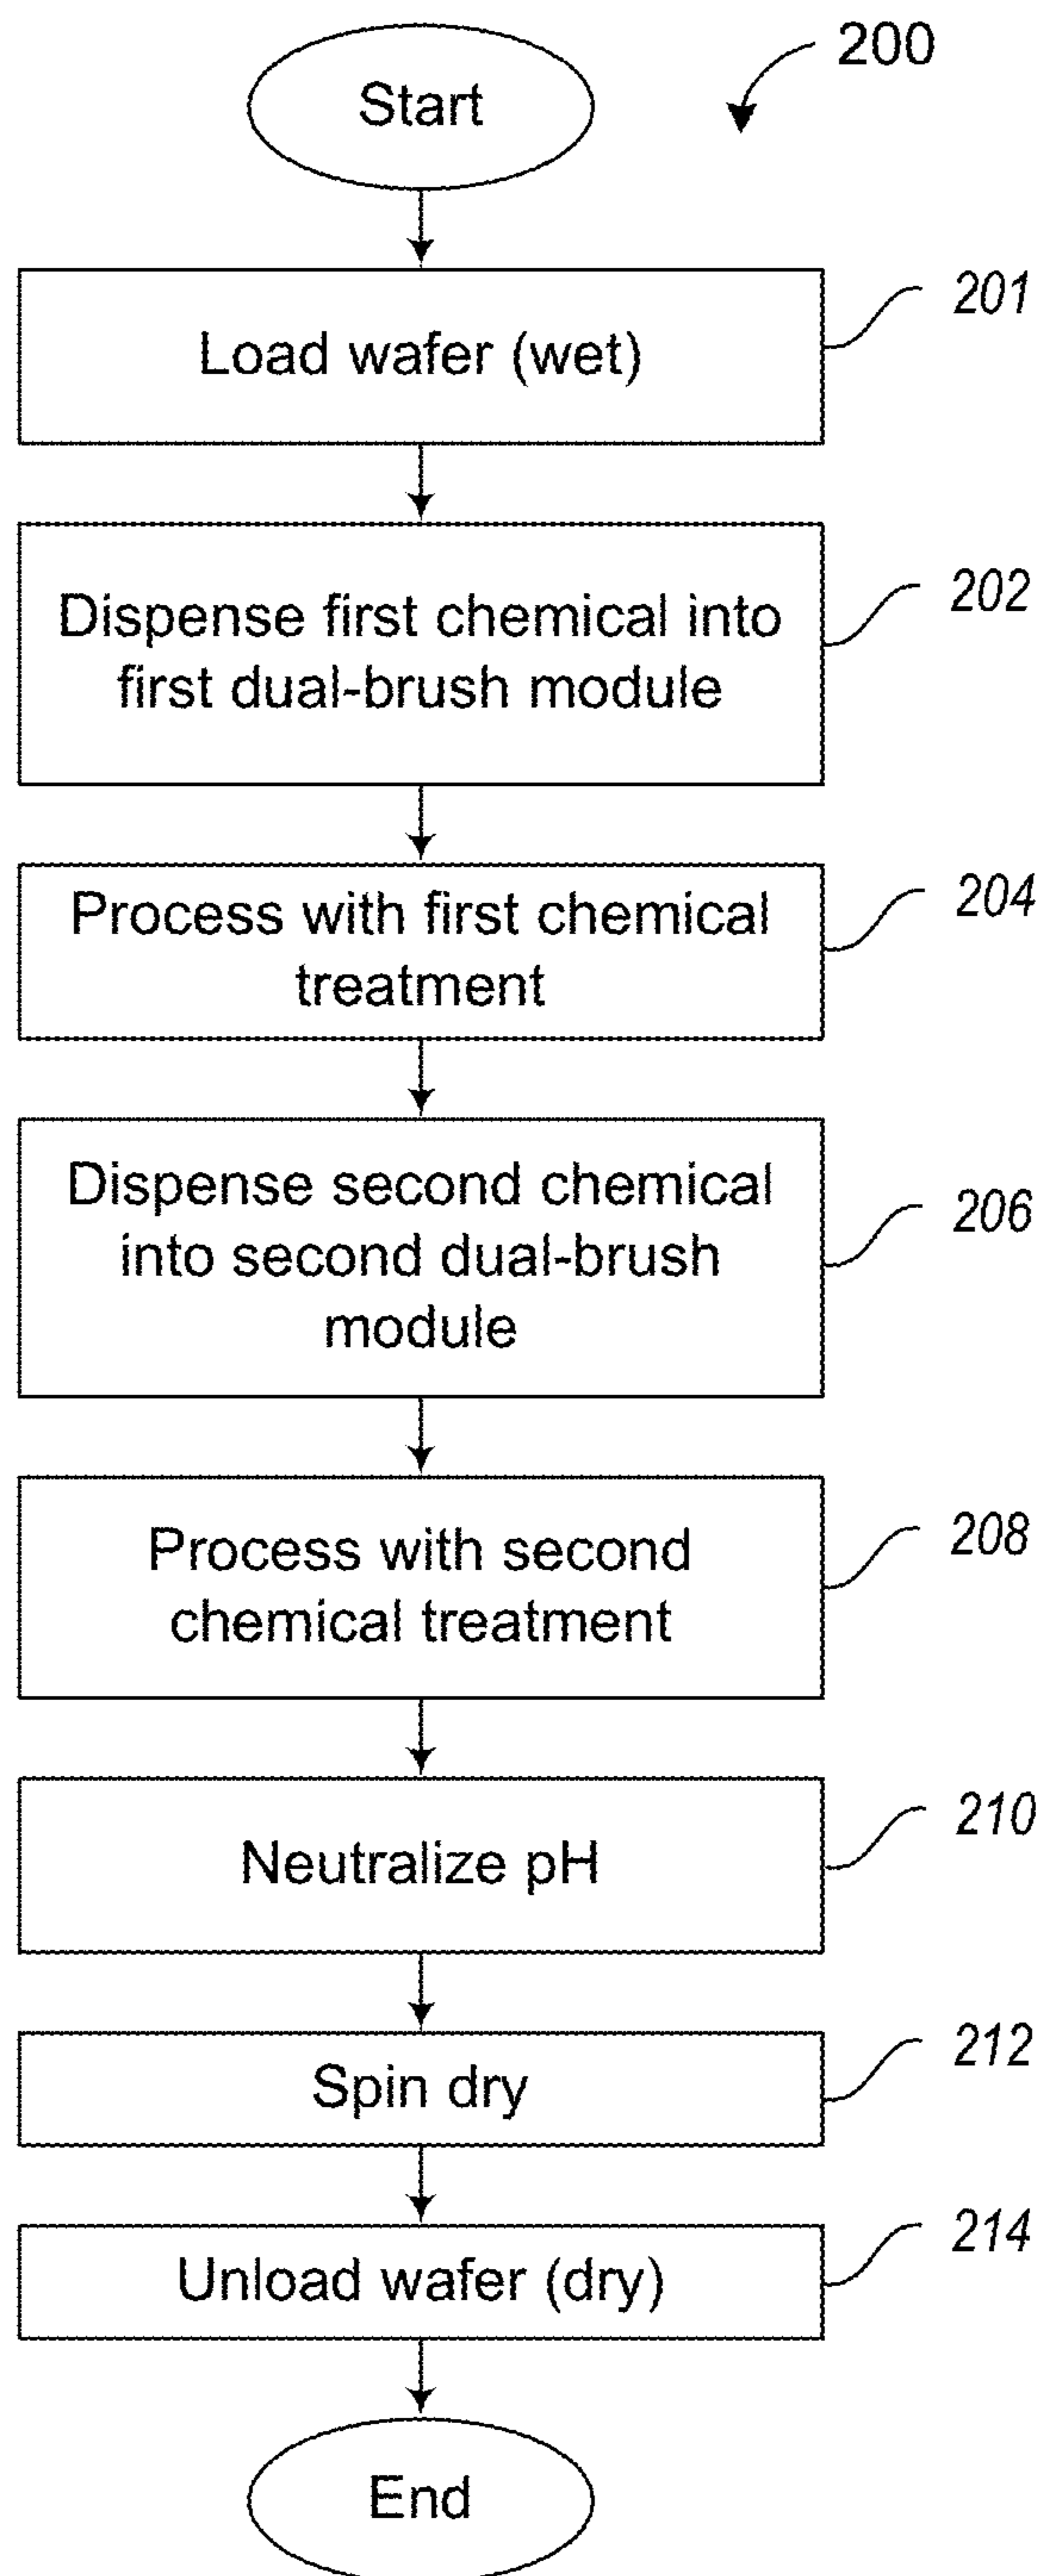 200
Start
Load wafer (wet)
201
Dispense first chemical into
first dual-brush module
202
Process with first chemical
treatment
204
Dispense second chemical
into second dual-brush
module
206
Process with second
chemical treatment
208
Neutralize pH
210
Spin dry
212
Unload wafer (dry)
214
End